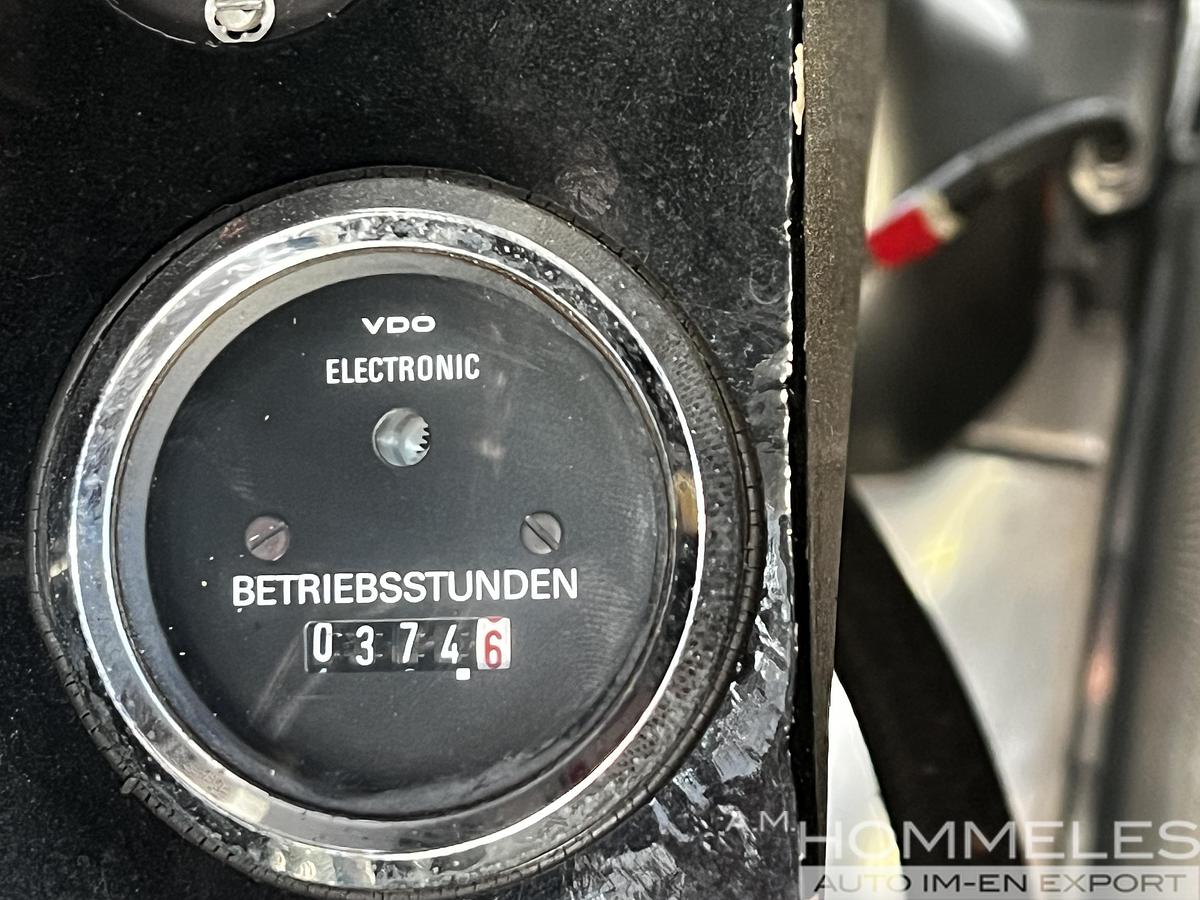 VDO
ELECTRONIC
BETRIEBSSTUNDEN
03746
AM HOMMELES
AUTO IM-EN EXPORT